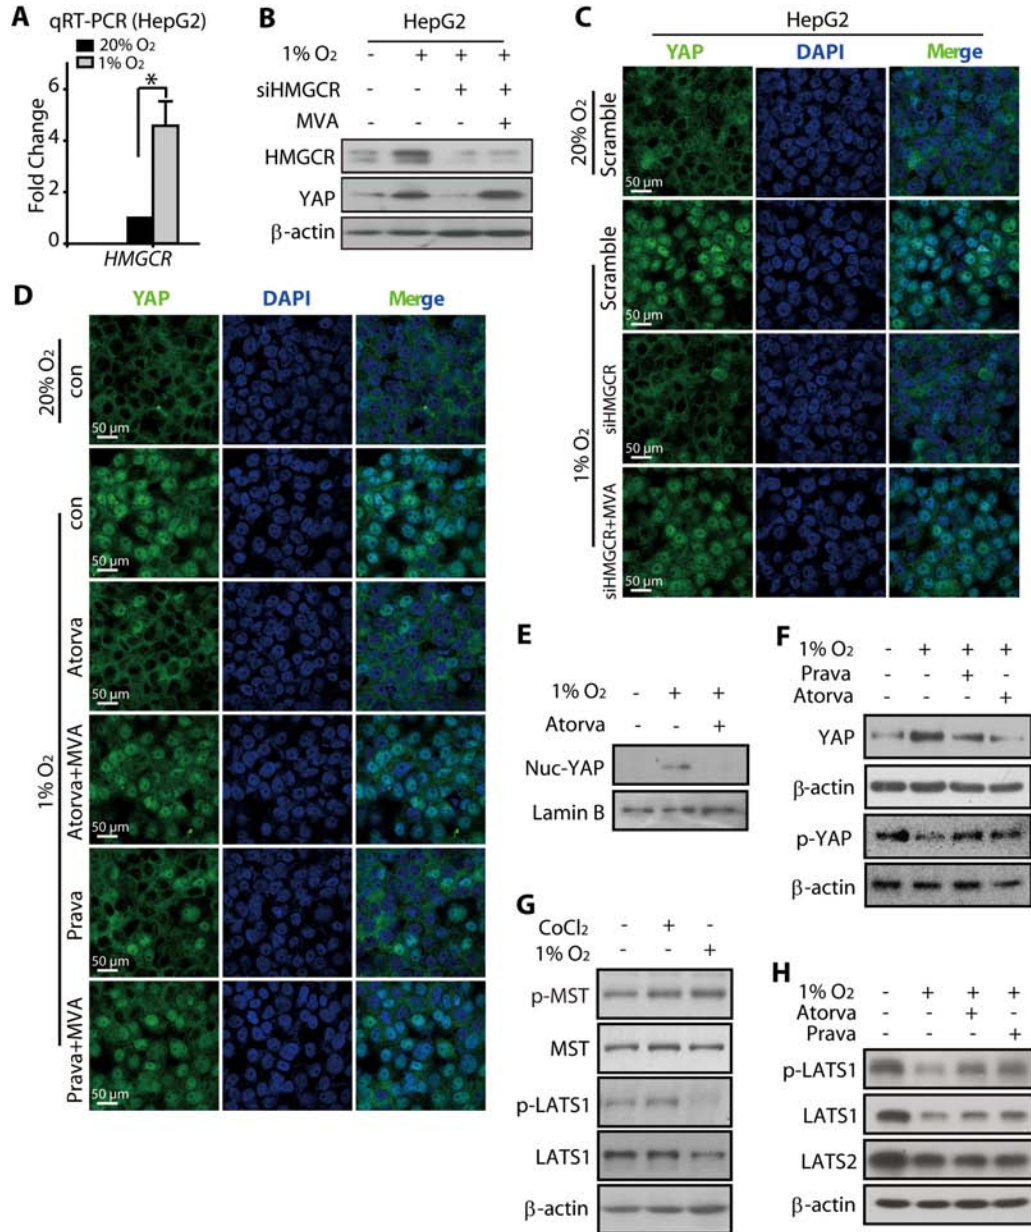 A
qRT-PCR (HepG2)
20% O₂
1% O₂
*
6
4
2
0
Fold Change
HMGCR
B
HepG2
1% O₂ - + + +
siHMGCR - - + +
MVA - - - +
HMGCR
YAP
β-actin
C
HepG2
YAP DAPI Merge
20% O₂
Scramble
50 µm
1% O₂
Scramble
50 µm
siHMGCR
50 µm
siHMGCR+MVA
50 µm
D
YAP DAPI Merge
20% O₂
con
50 µm
1% O₂
con
50 µm
Atorva
50 µm
Atorva+MVA
50 µm
Prava
50 µm
Prava+MVA
50 µm
E
1% O₂ - + +
Atorva - - +
Nuc-YAP
Lamin B
F
1% O₂ - + + +
Prava - - + -
Atorva - - - +
YAP
β-actin
p-YAP
β-actin
G
CoCl₂ - + -
1% O₂ - - +
p-MST
MST
p-LATS1
LATS1
β-actin
H
1% O₂ - + + +
Atorva - - + -
Prava - - - +
p-LATS1
LATS1
LATS2
β-actin